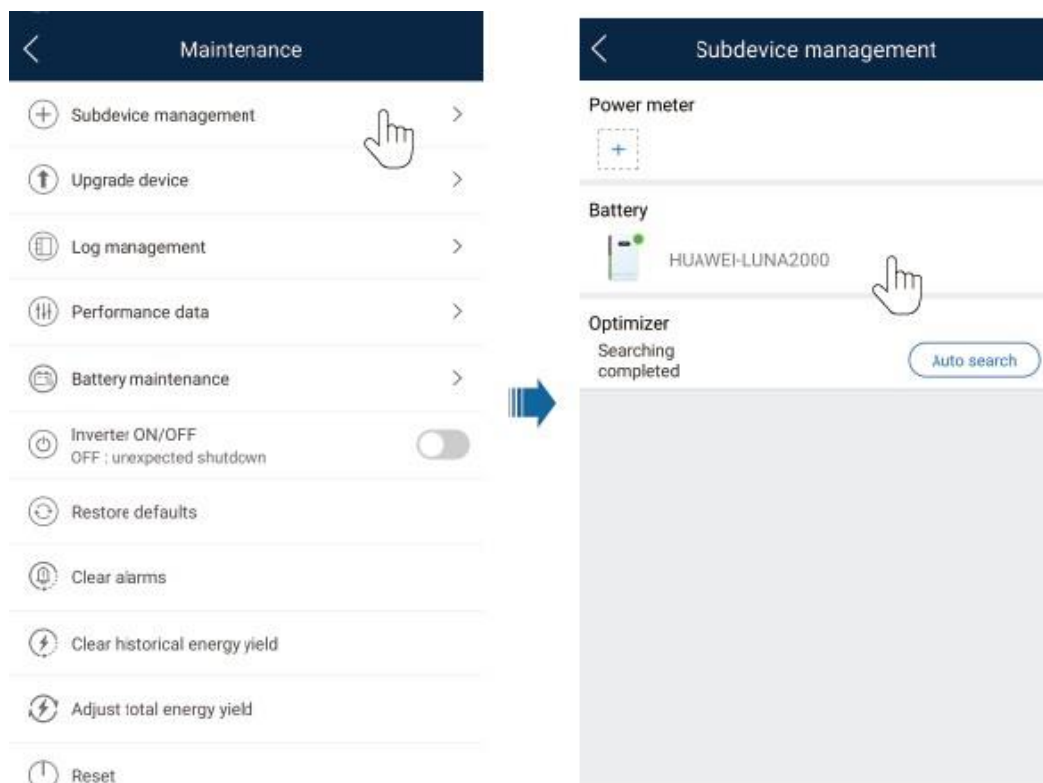 Maintenance
Subdevice management
Upgrade device
Log management
Performance data
Battery maintenance
Inverter ON/OFF
OFF : unexpected shutdown
Restore defaults
Clear alarms
Clear historical energy yield
Adjust total energy yield
Reset
Subdevice management
Power meter
+
Battery
HUAWEI-LUNA2000
Optimizer
Searching
completed
Auto search